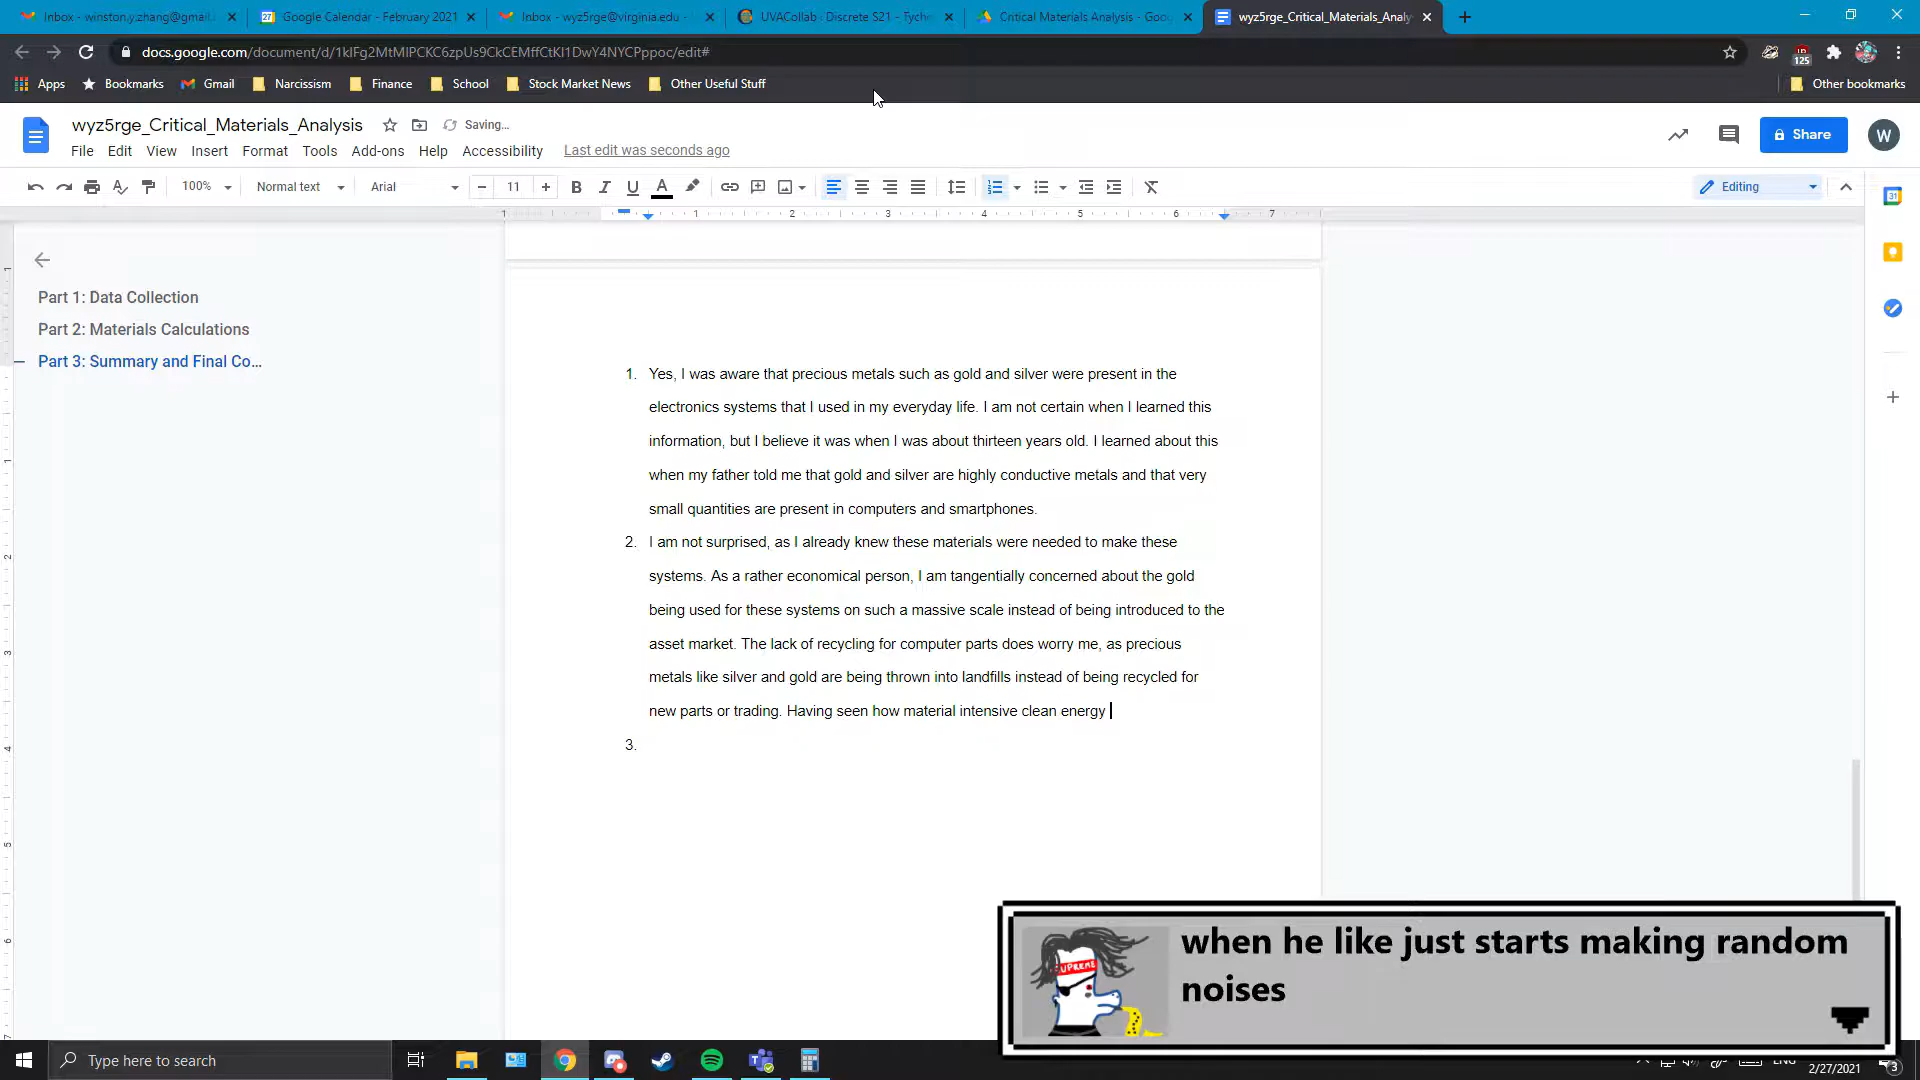 Inbox - winston.y.zhang@gmail.
Google Calendar - February 2021
Inbox - wyz5rge@virginia.edu -
UVACollab : Discrete S21 - Tyche
Critical Materials Analysis - Goo
wyz5rge_Critical_Materials_Analy
docs.google.com/document/d/1kIFg2MtMIPCKC6zpUs9CkCEMffCtKI1DwY4NYCPppoc/edit#
125
Apps
Bookmarks
Gmail
Narcissism
Finance
School
Stock Market News
Other Useful Stuff
Other bookmarks
wyz5rge_Critical_Materials_Analysis
Saving...
File Edit View Insert Format Tools Add-ons Help Accessibility
Last edit was seconds ago
Share
W
100%
Normal text
Arial
11
B I U A
Editing
31
1 1 2 3 4 5 6 7
Part 1: Data Collection
Part 2: Materials Calculations
Part 3: Summary and Final Co...
1. Yes, I was aware that precious metals such as gold and silver were present in the
electronics systems that I used in my everyday life. I am not certain when I learned this
information, but I believe it was when I was about thirteen years old. I learned about this
when my father told me that gold and silver are highly conductive metals and that very
small quantities are present in computers and smartphones.
2. I am not surprised, as I already knew these materials were needed to make these
systems. As a rather economical person, I am tangentially concerned about the gold
being used for these systems on such a massive scale instead of being introduced to the
asset market. The lack of recycling for computer parts does worry me, as precious
metals like silver and gold are being thrown into landfills instead of being recycled for
new parts or trading. Having seen how material intensive clean energy
3.
SUPREME
when he like just starts making random
noises
Type here to search
2/27/2021
3